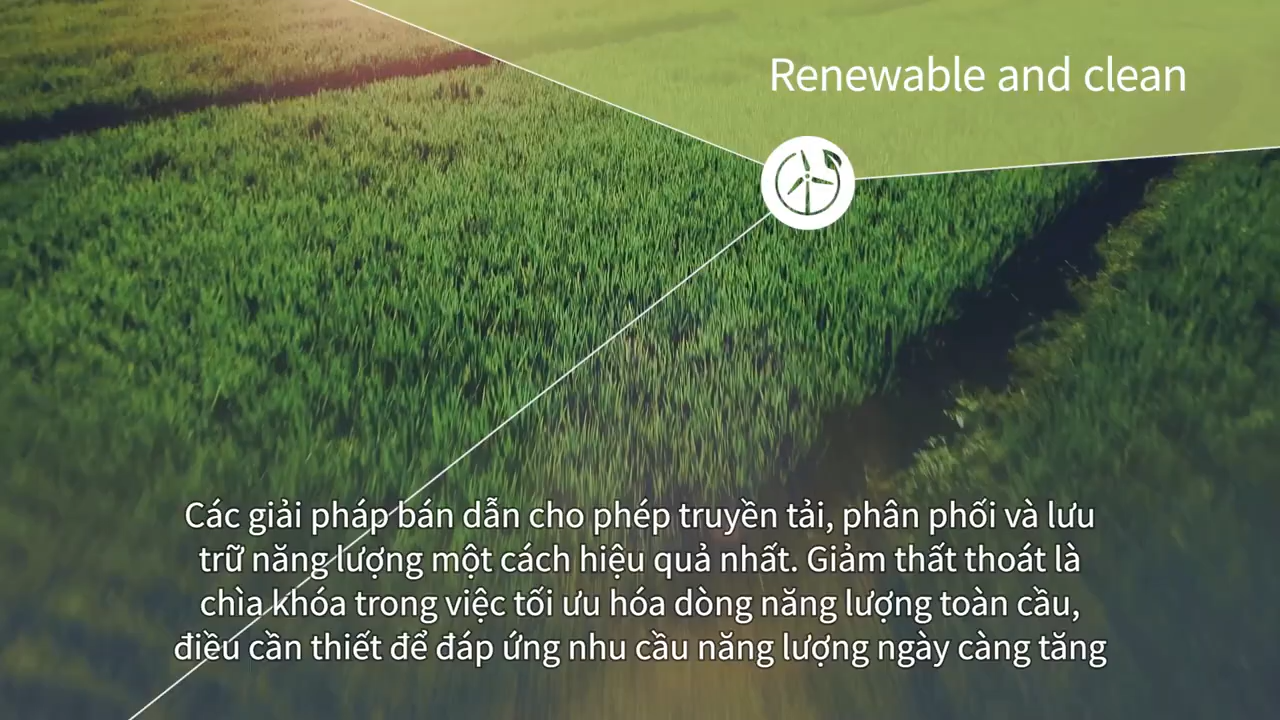 Renewable and clean
Các giải pháp bán dẫn cho phép truyền tải, phân phối và lưu
trữ năng lượng một cách hiệu quả nhất. Giảm thất thoát là
chìa khóa trong việc tối ưu hóa dòng năng lượng toàn cầu,
điều cần thiết để đáp ứng nhu cầu năng lượng ngày càng tăng